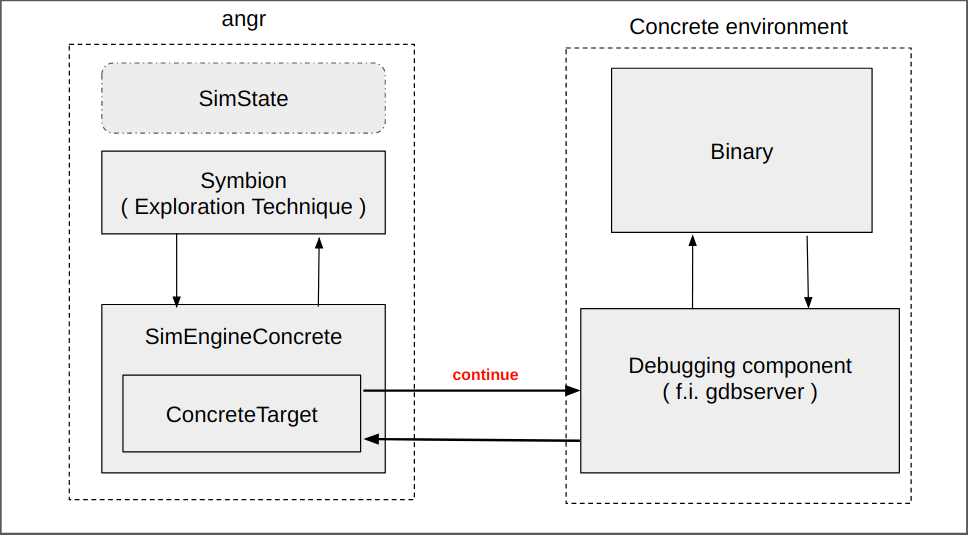 angr
SimState
Symbion
( Exploration Technique )
SimEngineConcrete
ConcreteTarget
continue
Concrete environment
Binary
Debugging component
( f.i. gdbserver )